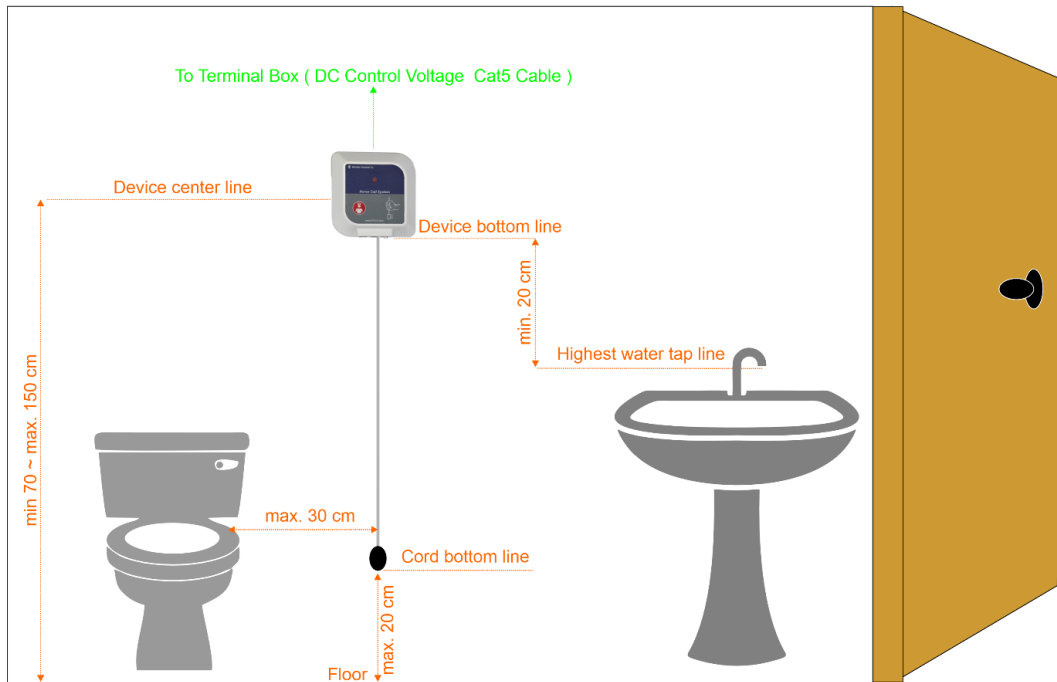 To Terminal Box ( DC Control Voltage  Cat5 Cable )
Device center line
Nurse Call System
Device bottom line
min. 20 cm
Highest water tap line
min 70 ~ max. 150 cm
max. 30 cm
Cord bottom line
max. 20 cm
Floor